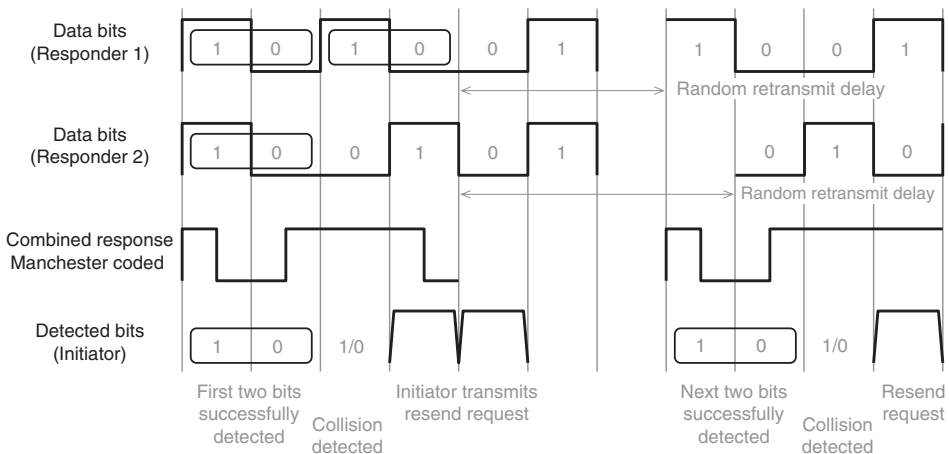 Data bits
(Responder 1)
1 0 1 0 0 1 1 0 0 1
Random retransmit delay
Data bits
(Responder 2)
1 0 0 1 0 1 0 1 0
Random retransmit delay
Combined response
Manchester coded
Detected bits
(Initiator)
1 0 1/0 1 0 1/0
First two bits
successfully
detected
Collision
detected
Initiator transmits
resend request
Next two bits
successfully
detected
Collision
detected
Resend
request